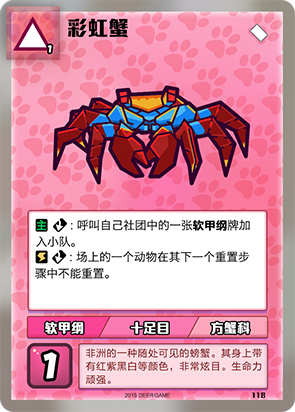 1
彩虹蟹
主 : 呼叫自己社团中的一张软甲纲牌加
入小队。
: 场上的一个动物在其下一个重置步
骤中不能重置。
软甲纲 / 十足目 / 方蟹科
1
非洲的一种随处可见的螃蟹。其身上带
有红紫黑白等颜色，非常炫目。生命力
顽强。
2015 DEER GAME
118